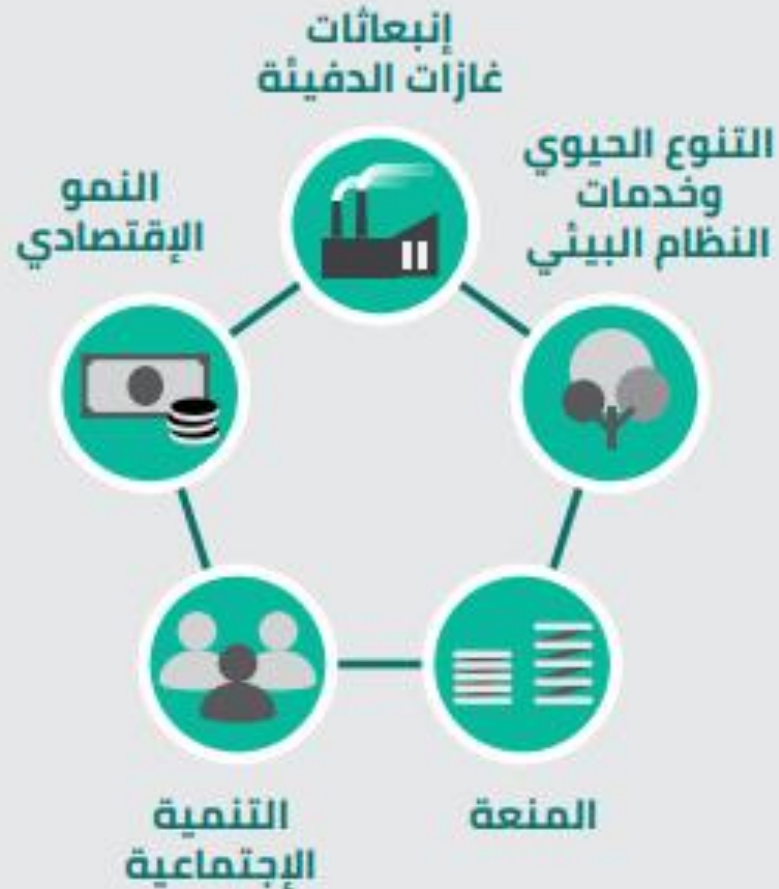 إنبعاثات
غازات الدفيئة
التنوع الحيوي
وخدمات
النظام البيئي
النمو
الإقتصادي
المنعة
التنمية
الإجتماعية